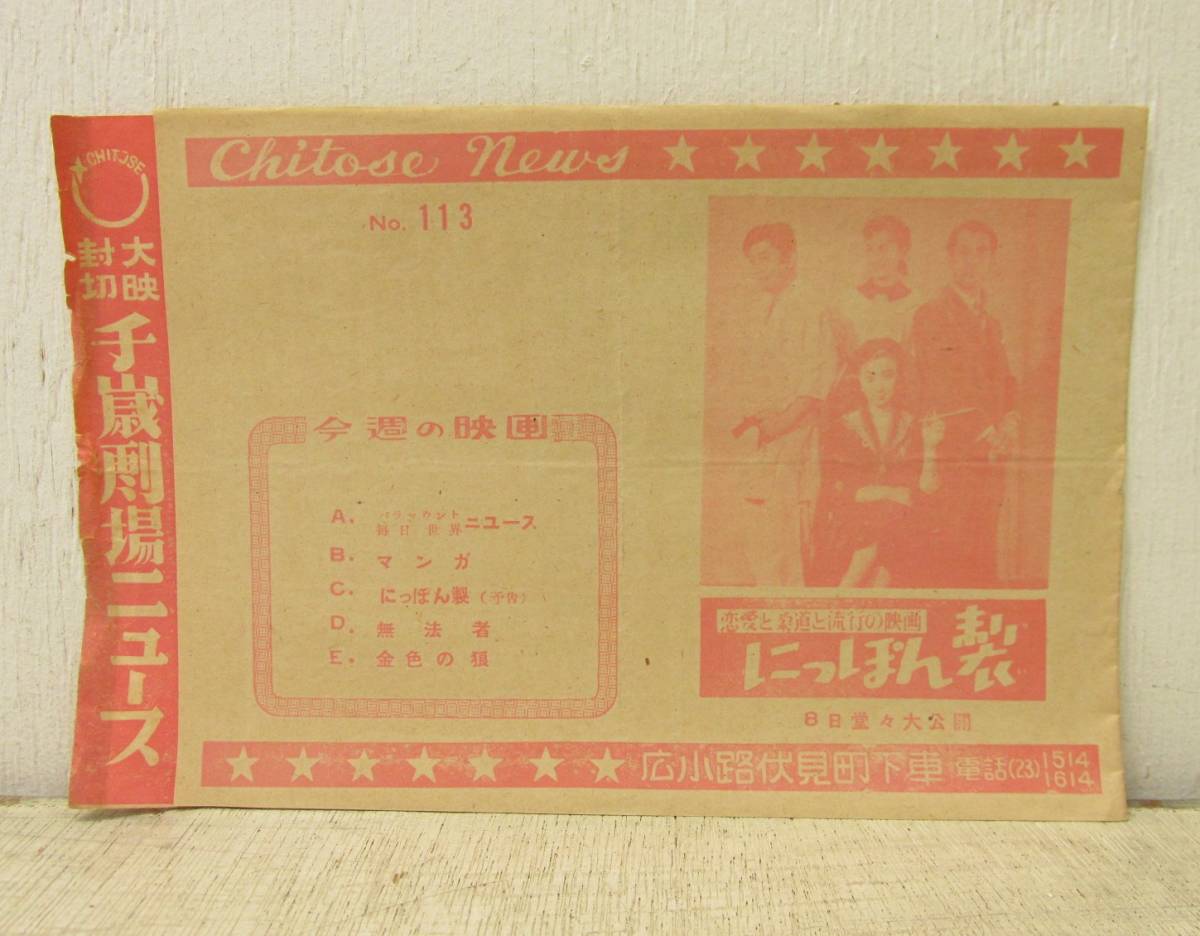 CHITOSE
大映
封切
千歳劇場ニュース
Chitose News
No. 113
今週の映画
A. パラマウント 毎日世界 ニュース
B. マンガ
C. にっぽん製 (予告)
D. 無法者
E. 金色の狼
恋愛と柔道と流行の映画
にっぽん製
8日堂々大公開
広小路伏見町下車 電話(23) 1514
1614